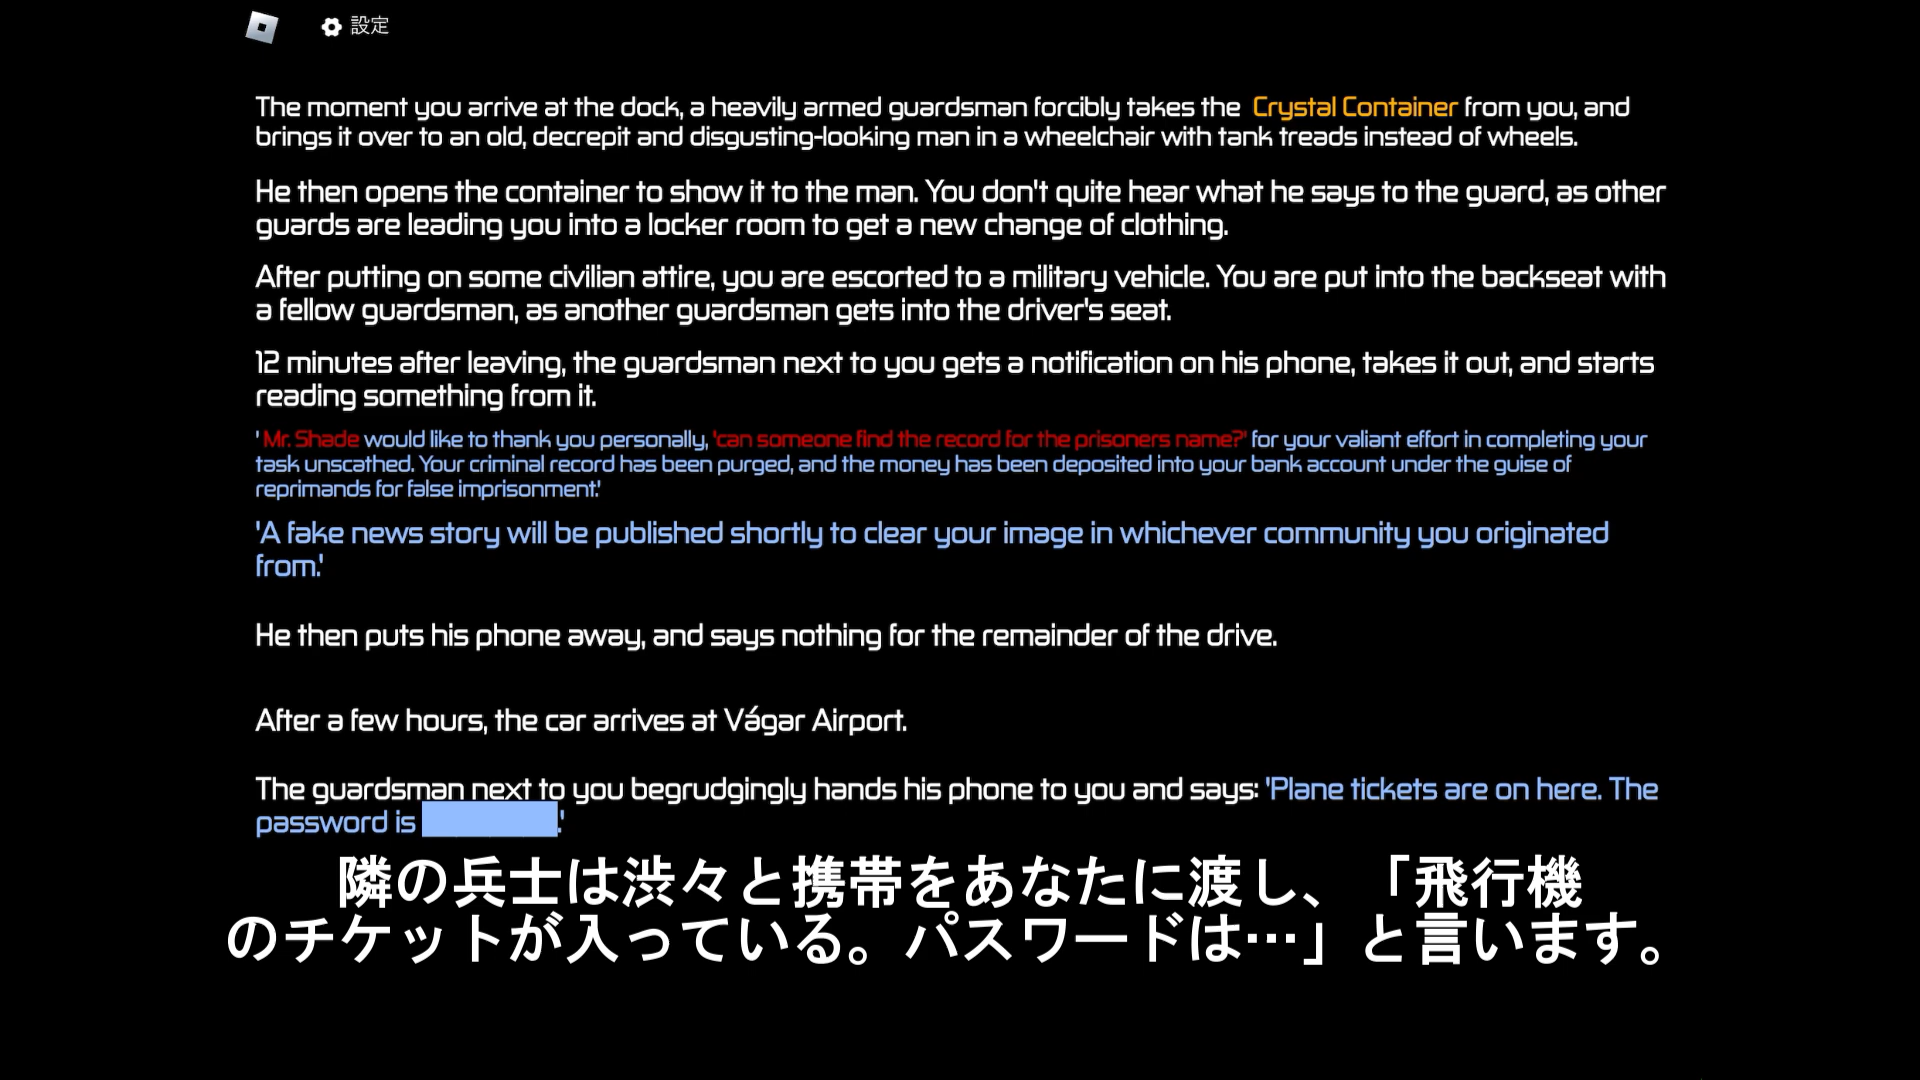 設定
The moment you arrive at the dock, a heavily armed guardsman forcibly takes the Crystal Container from you, and
brings it over to an old, decrepit and disgusting-looking man in a wheelchair with tank treads instead of wheels.
He then opens the container to show it to the man. You don't quite hear what he says to the guard, as other
guards are leading you into a locker room to get a new change of clothing.
After putting on some civilian attire, you are escorted to a military vehicle. You are put into the backseat with
a fellow guardsman, as another guardsman gets into the driver's seat.
12 minutes after leaving, the guardsman next to you gets a notification on his phone, takes it out, and starts
reading something from it.
' Mr. Shade would like to thank you personally, 'can someone find the record for the prisoners name?' for your valiant effort in completing your
task unscathed. Your criminal record has been purged, and the money has been deposited into your bank account under the guise of
reprimands for false imprisonment.'
'A fake news story will be published shortly to clear your image in whichever community you originated
from.'
He then puts his phone away, and says nothing for the remainder of the drive.
After a few hours, the car arrives at Vágar Airport.
The guardsman next to you begrudgingly hands his phone to you and says: 'Plane tickets are on here. The
password is .'
隣の兵士は渋々と携帯をあなたに渡し、「飛行機
のチケットが入っている。パスワードは…」と言います。